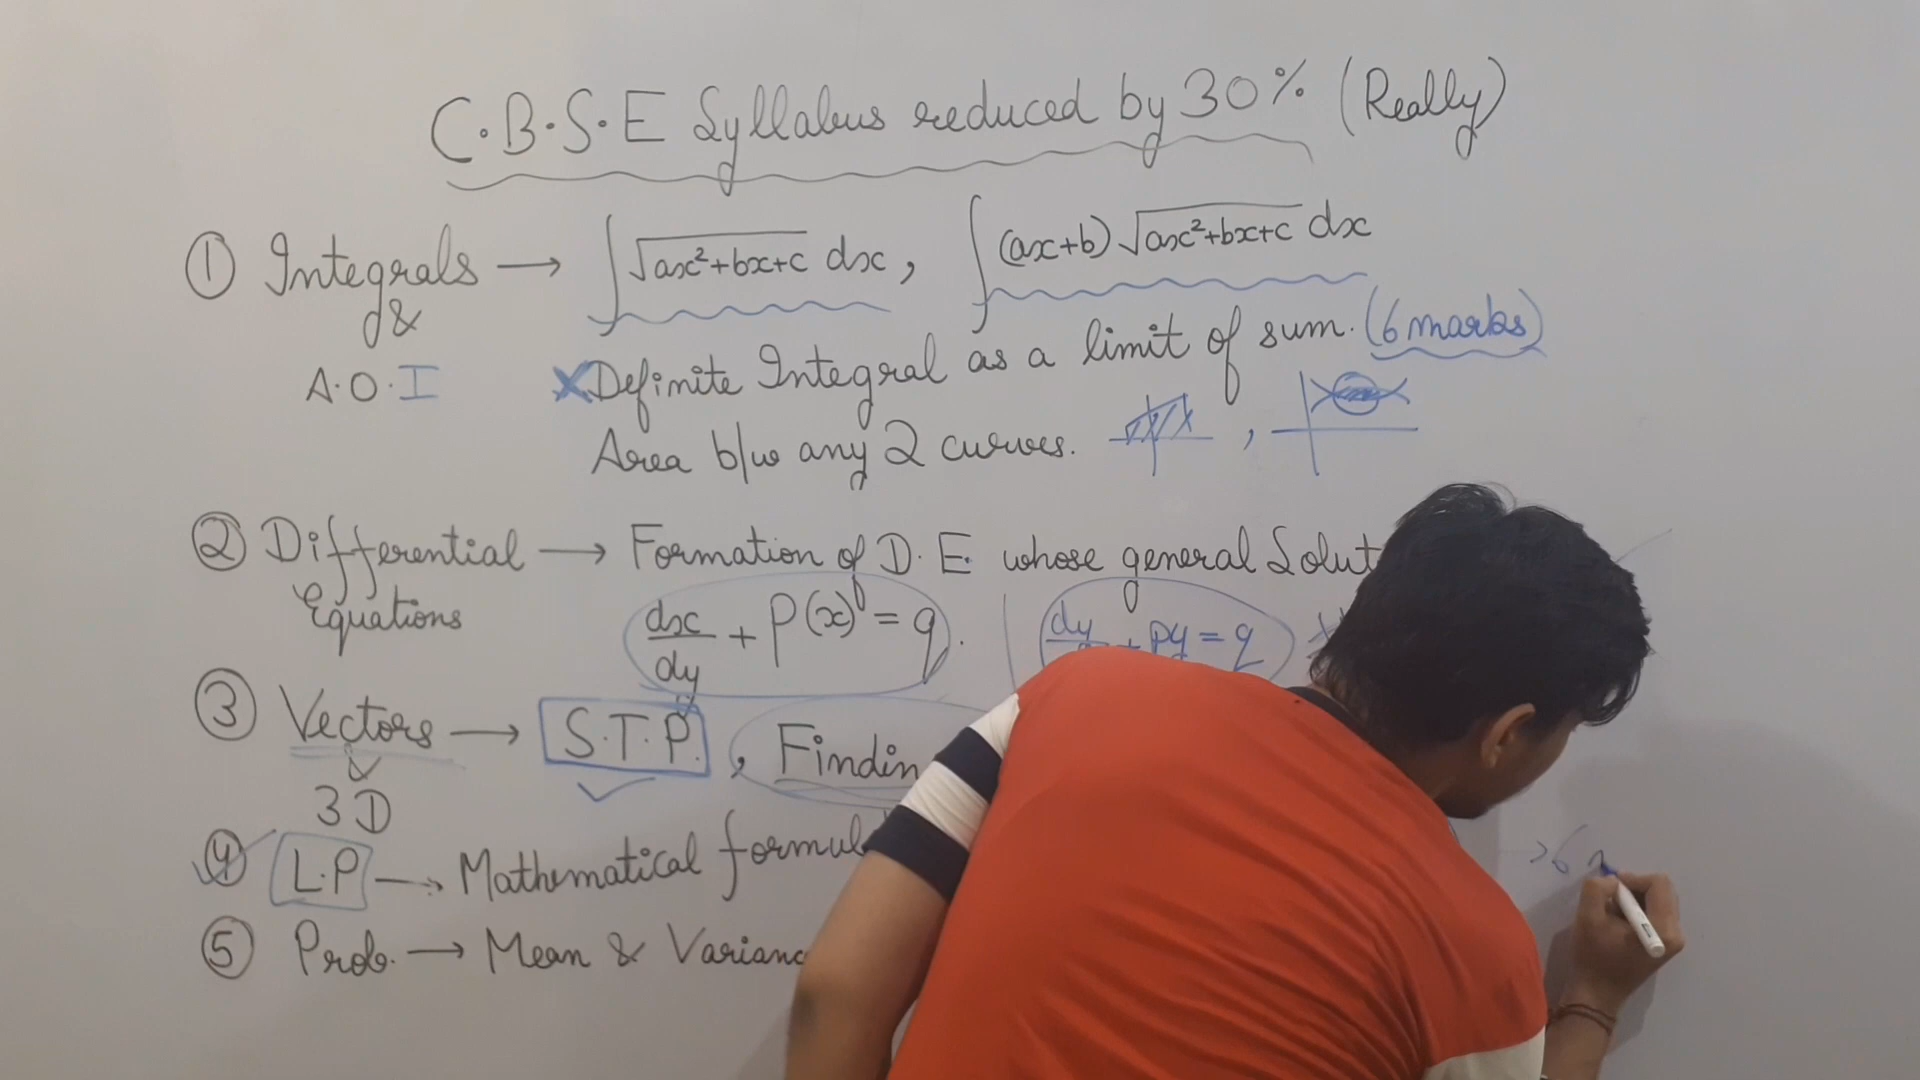 C.B.S.E Syllabus reduced by 30% (Really)
① Integrals → ∫√(ax²+bx+c) dx, ∫(ax+b)√(ax²+bx+c) dx
&
A.O.I
×Definite Integral as a limit of sum. (6 marks)
Area b/w any 2 curves. ,
② Differential → Formation of D.E. whose general Solut
Equations
dx/dy + P(x) = q. dy + Py = q
③ Vectors → S.T.P. , Findin
3D
④ L.P → Mathematical formul
⑤ Prob. → Mean & Varianc